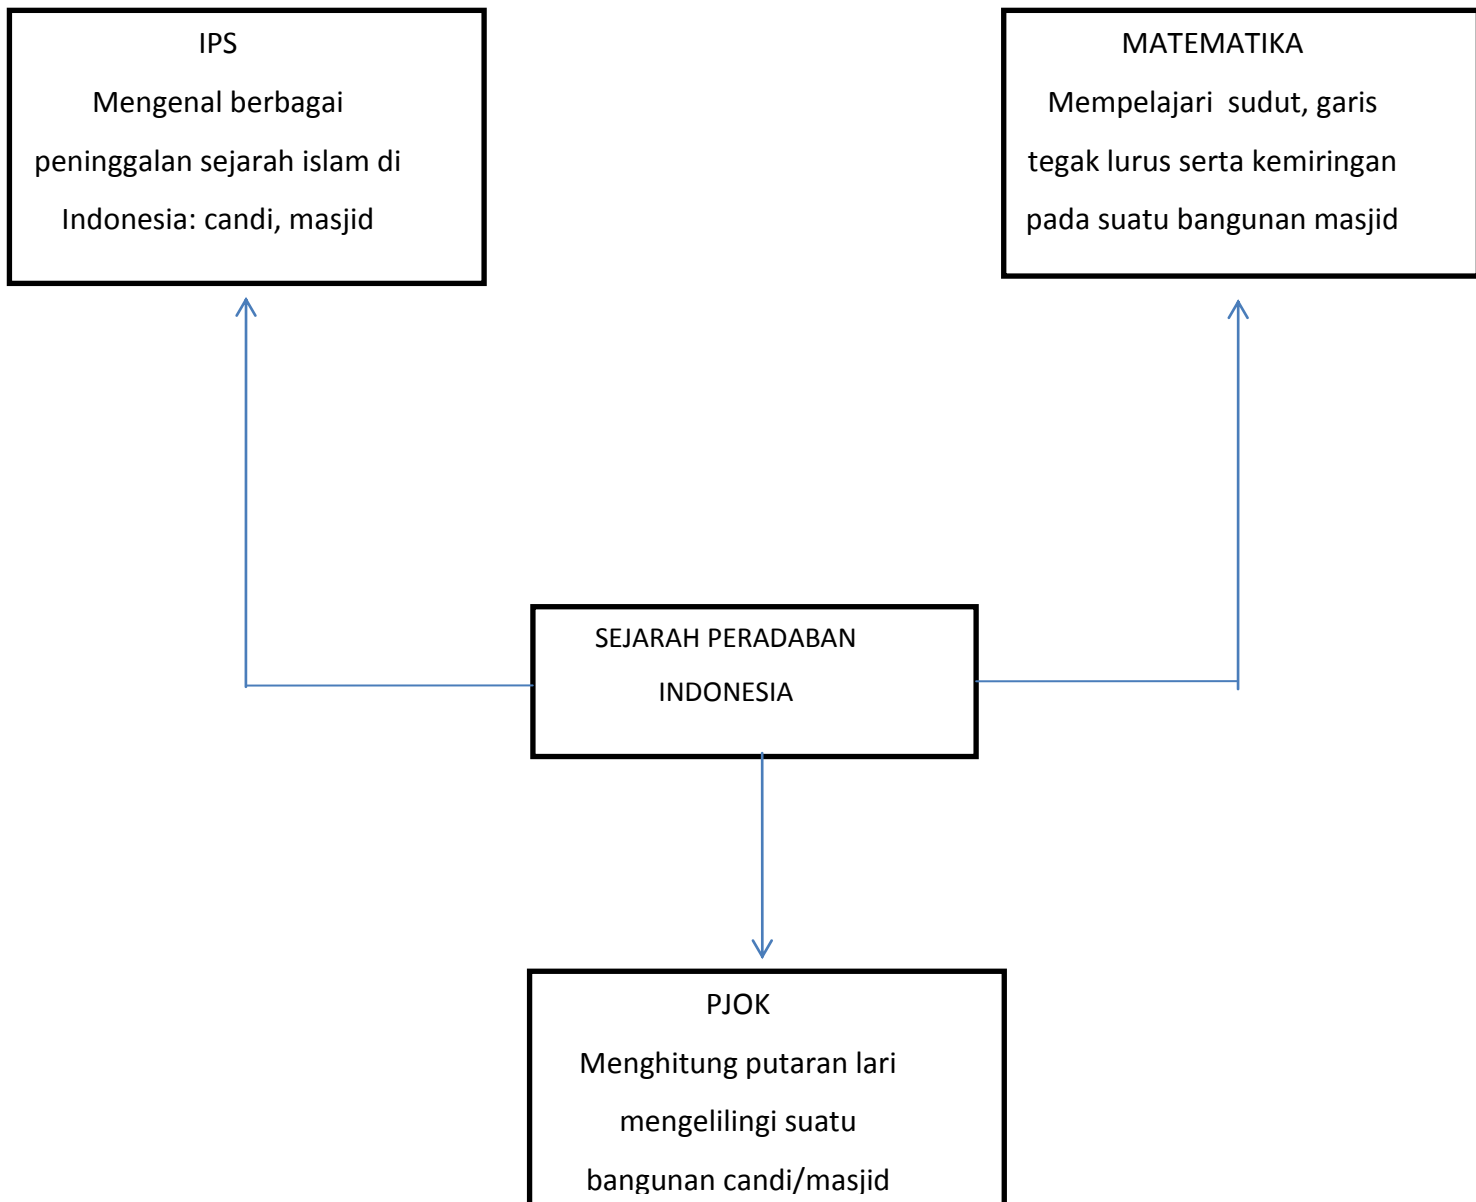 IPS
Mengenal berbagai
peninggalan sejarah islam di
Indonesia: candi, masjid
MATEMATIKA
Mempelajari  sudut, garis
tegak lurus serta kemiringan
pada suatu bangunan masjid
SEJARAH PERADABAN
INDONESIA
PJOK
Menghitung putaran lari
mengelilingi suatu
bangunan candi/masjid